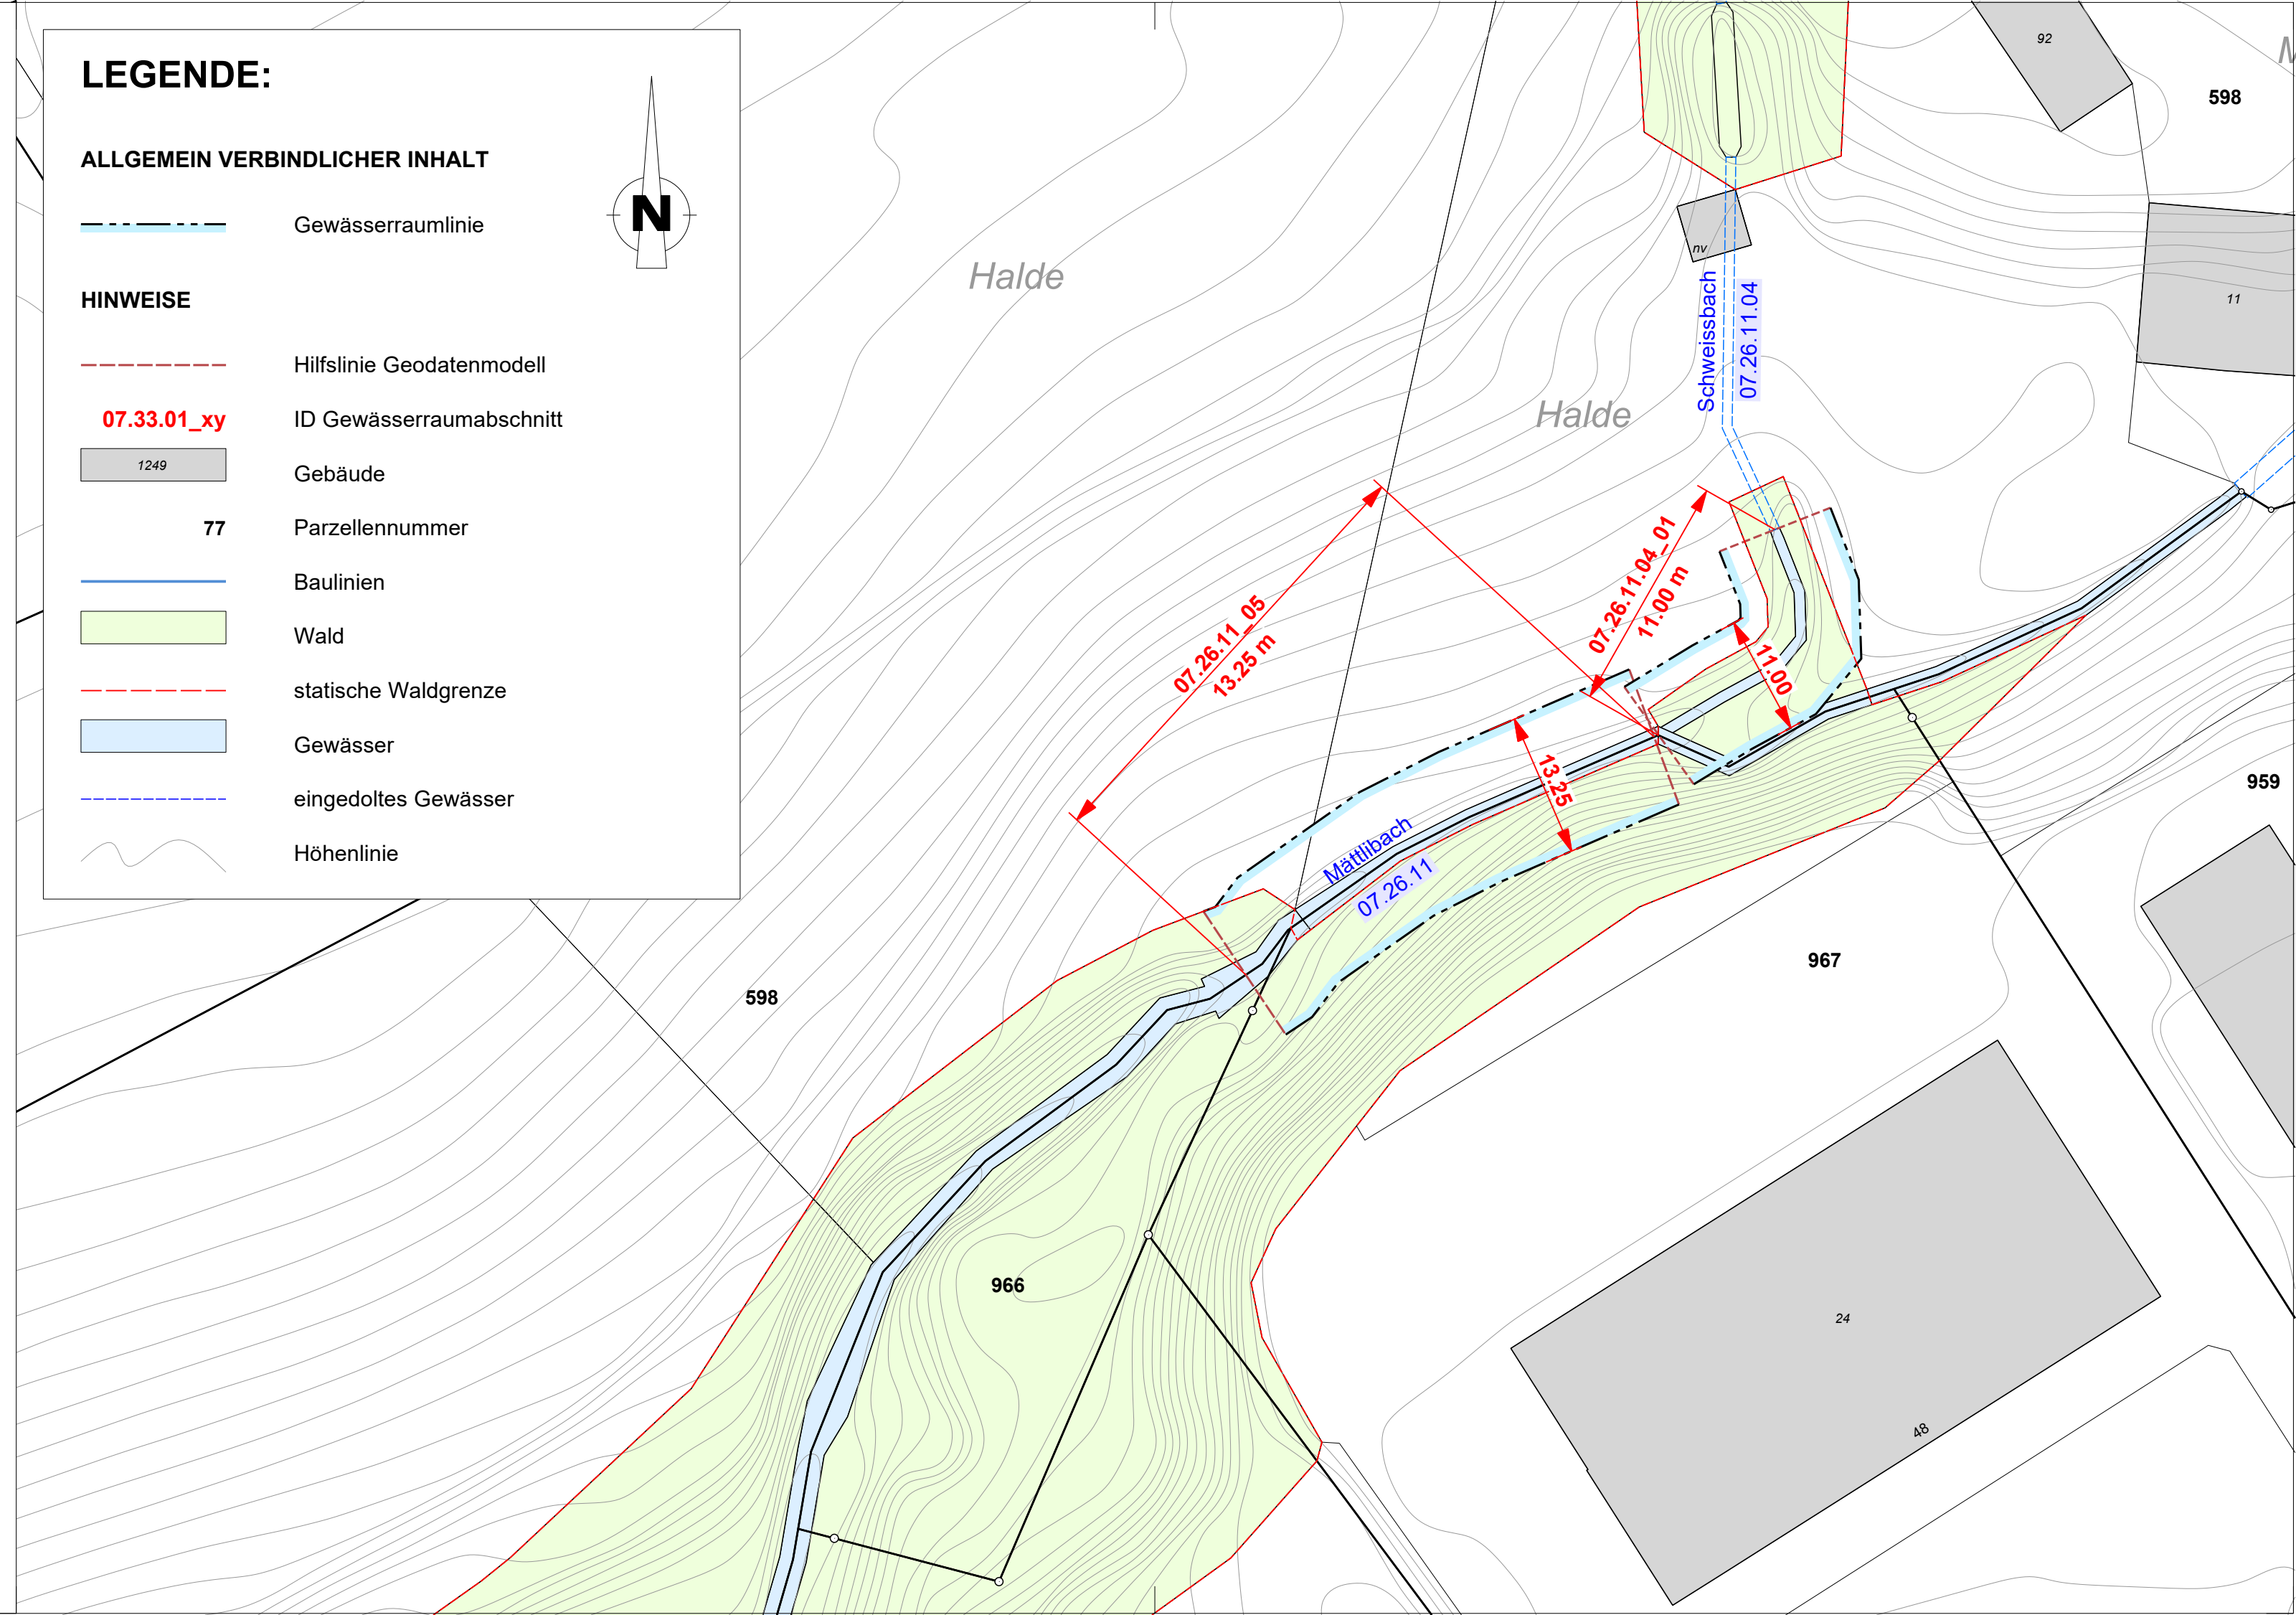 LEGENDE:
ALLGEMEIN VERBINDLICHER INHALT
Gewässerraumlinie
N
HINWEISE
Hilfslinie Geodatenmodell
07.33.01_xy ID Gewässerraumabschnitt
1249 Gebäude
77 Parzellennummer
Baulinien
Wald
statische Waldgrenze
Gewässer
eingedoltes Gewässer
Höhenlinie
Halde
Halde
92
598
nv
11
Schweissbach
07.26.11.04
07.26.11_05
13.25 m
07.26.11.04_01
11.00 m
11.00
13.25
Mättlibach
07.26.11
959
967
598
966
24
48